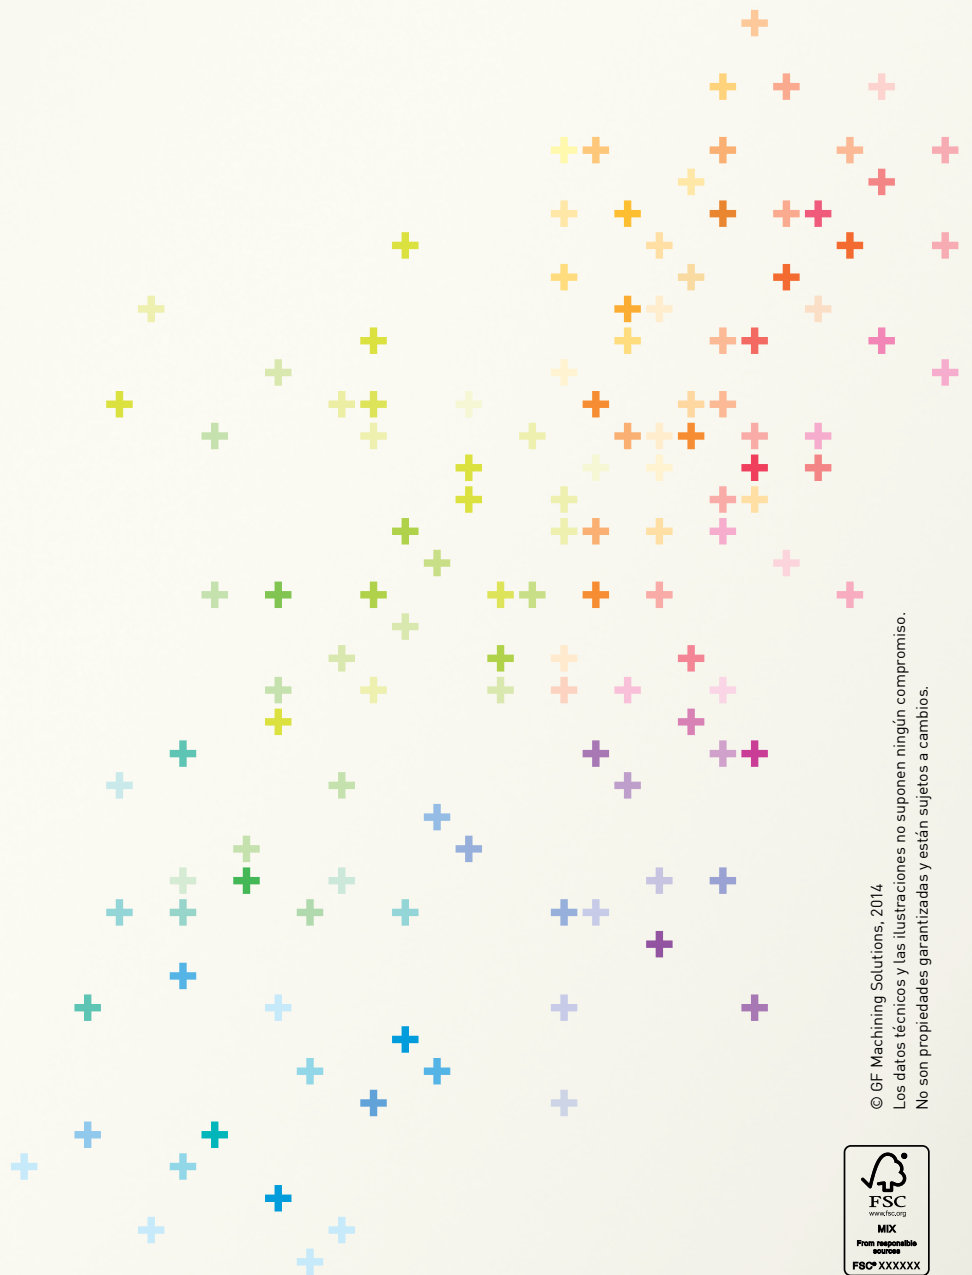 © GF Machining Solutions, 2014
Los datos técnicos y las ilustraciones no suponen ningún compromiso.
No son propiedades garantizadas y están sujetos a cambios.
FSC
www.fsc.org
MIX
From responsible
sources
FSC® XXXXXX